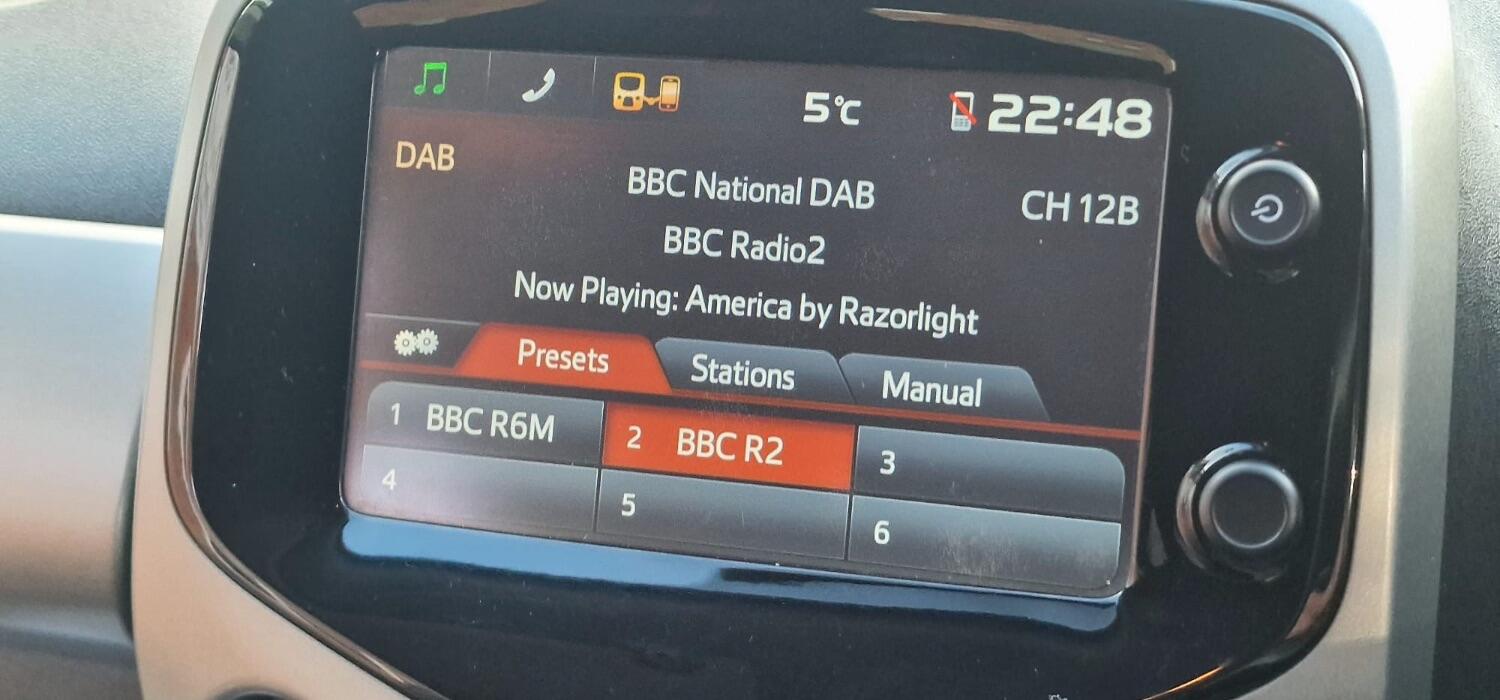 5°C 22:48
DAB
BBC National DAB
CH 12B
BBC Radio2
Now Playing: America by Razorlight
Presets Stations Manual
1 BBC R6M 2 BBC R2 3
4 5 6